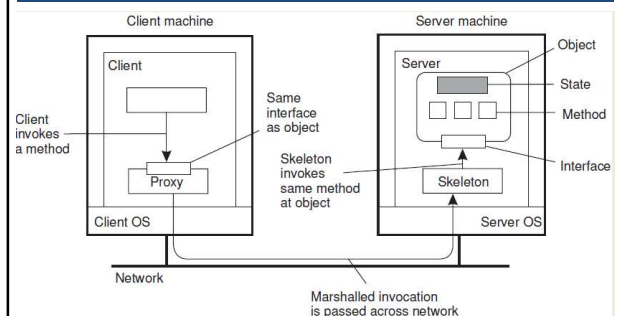 Client machine
Server machine
Client
Server
Object
State
Method
Interface
Client
invokes
a method
Same
interface
as object
Proxy
Skeleton
invokes
same method
at object
Skeleton
Client OS
Server OS
Network
Marshalled invocation
is passed across network